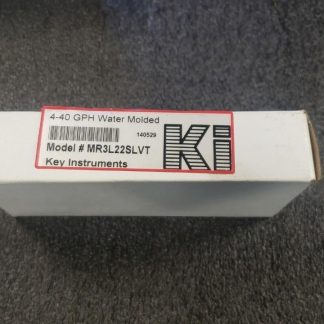 4-40 GPH Water Molded
140529
Ki
Model # MR3L22SLVT
Key Instruments